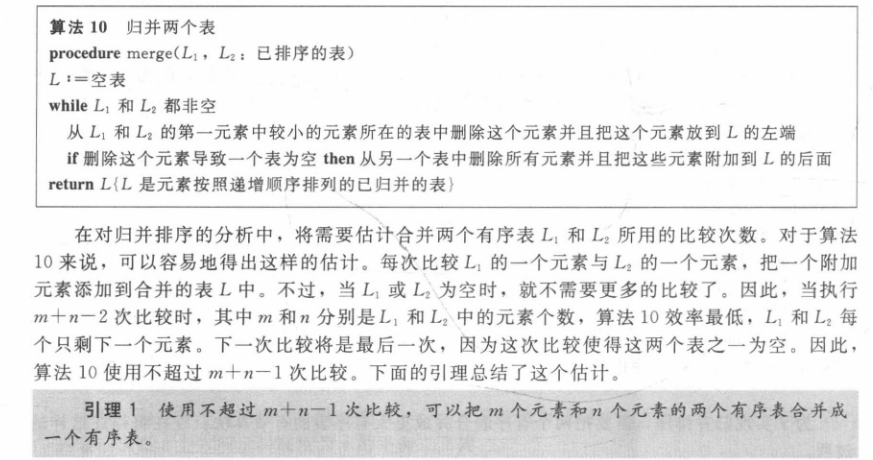 算法 10 归并两个表
procedure merge(L₁, L₂: 已排序的表)
L :=空表
while L₁ 和 L₂ 都非空
从 L₁ 和 L₂ 的第一元素中较小的元素所在的表中删除这个元素并且把这个元素放到 L 的左端
if 删除这个元素导致一个表为空 then 从另一个表中删除所有元素并且把这些元素附加到 L 的后面
return L{L 是元素按照递增顺序排列的已归并的表}
在对归并排序的分析中，将需要估计合并两个有序表 L₁ 和 L₂ 所用的比较次数。对于算法
10 来说，可以容易地得出这样的估计。每次比较 L₁ 的一个元素与 L₂ 的一个元素，把一个附加
元素添加到合并的表 L 中。不过，当 L₁ 或 L₂ 为空时，就不需要更多的比较了。因此，当执行
m+n−2 次比较时，其中 m 和 n 分别是 L₁ 和 L₂ 中的元素个数，算法 10 效率最低，L₁ 和 L₂ 每
个只剩下一个元素。下一次比较将是最后一次，因为这次比较使得这两个表之一为空。因此，
算法 10 使用不超过 m+n−1 次比较。下面的引理总结了这个估计。
引理 1 使用不超过 m+n−1 次比较，可以把 m 个元素和 n 个元素的两个有序表合并成
一个有序表。